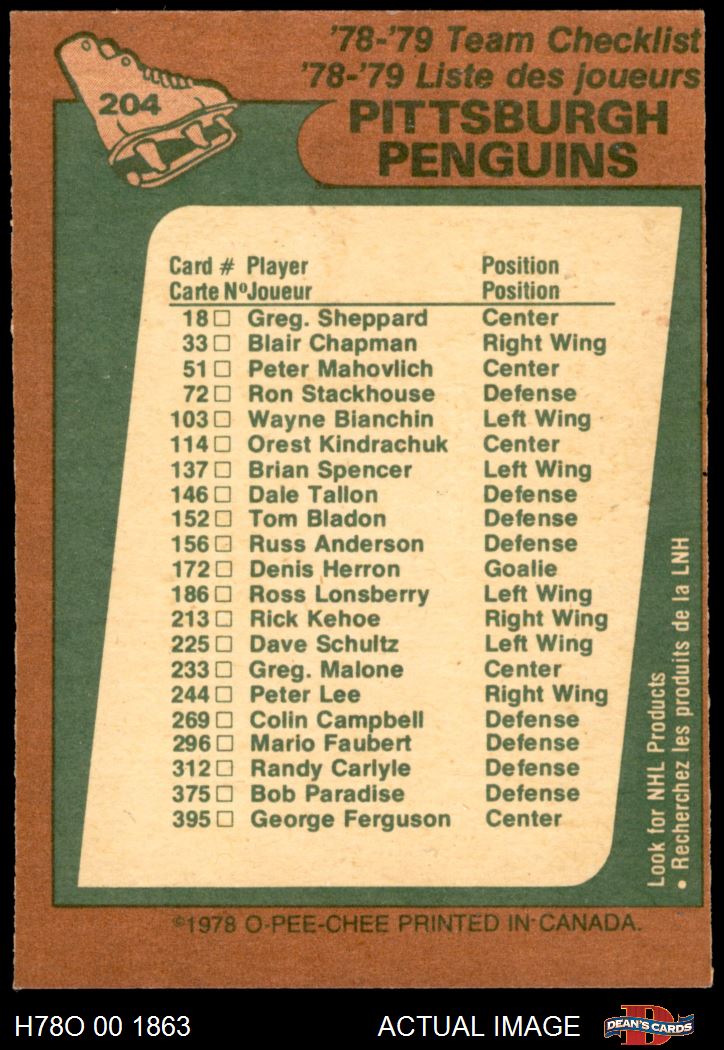 '78-'79 Team Checklist
'78-'79 Liste des joueurs
204
PITTSBURGH
PENGUINS
Card # Player Position
Carte Nº Joueur Position
18 □ Greg. Sheppard Center
33 □ Blair Chapman Right Wing
51 □ Peter Mahovlich Center
72 □ Ron Stackhouse Defense
103 □ Wayne Bianchin Left Wing
114 □ Orest Kindrachuk Center
137 □ Brian Spencer Left Wing
146 □ Dale Tallon Defense
152 □ Tom Bladon Defense
156 □ Russ Anderson Defense
172 □ Denis Herron Goalie
186 □ Ross Lonsberry Left Wing
213 □ Rick Kehoe Right Wing
225 □ Dave Schultz Left Wing
233 □ Greg. Malone Center
244 □ Peter Lee Right Wing
269 □ Colin Campbell Defense
296 □ Mario Faubert Defense
312 □ Randy Carlyle Defense
375 □ Bob Paradise Defense
395 □ George Ferguson Center
Look for NHL Products
• Recherchez les produits de la LNH
©1978 O-PEE-CHEE PRINTED IN CANADA.
H78O 00 1863 ACTUAL IMAGE
D
DEAN'S CARDS